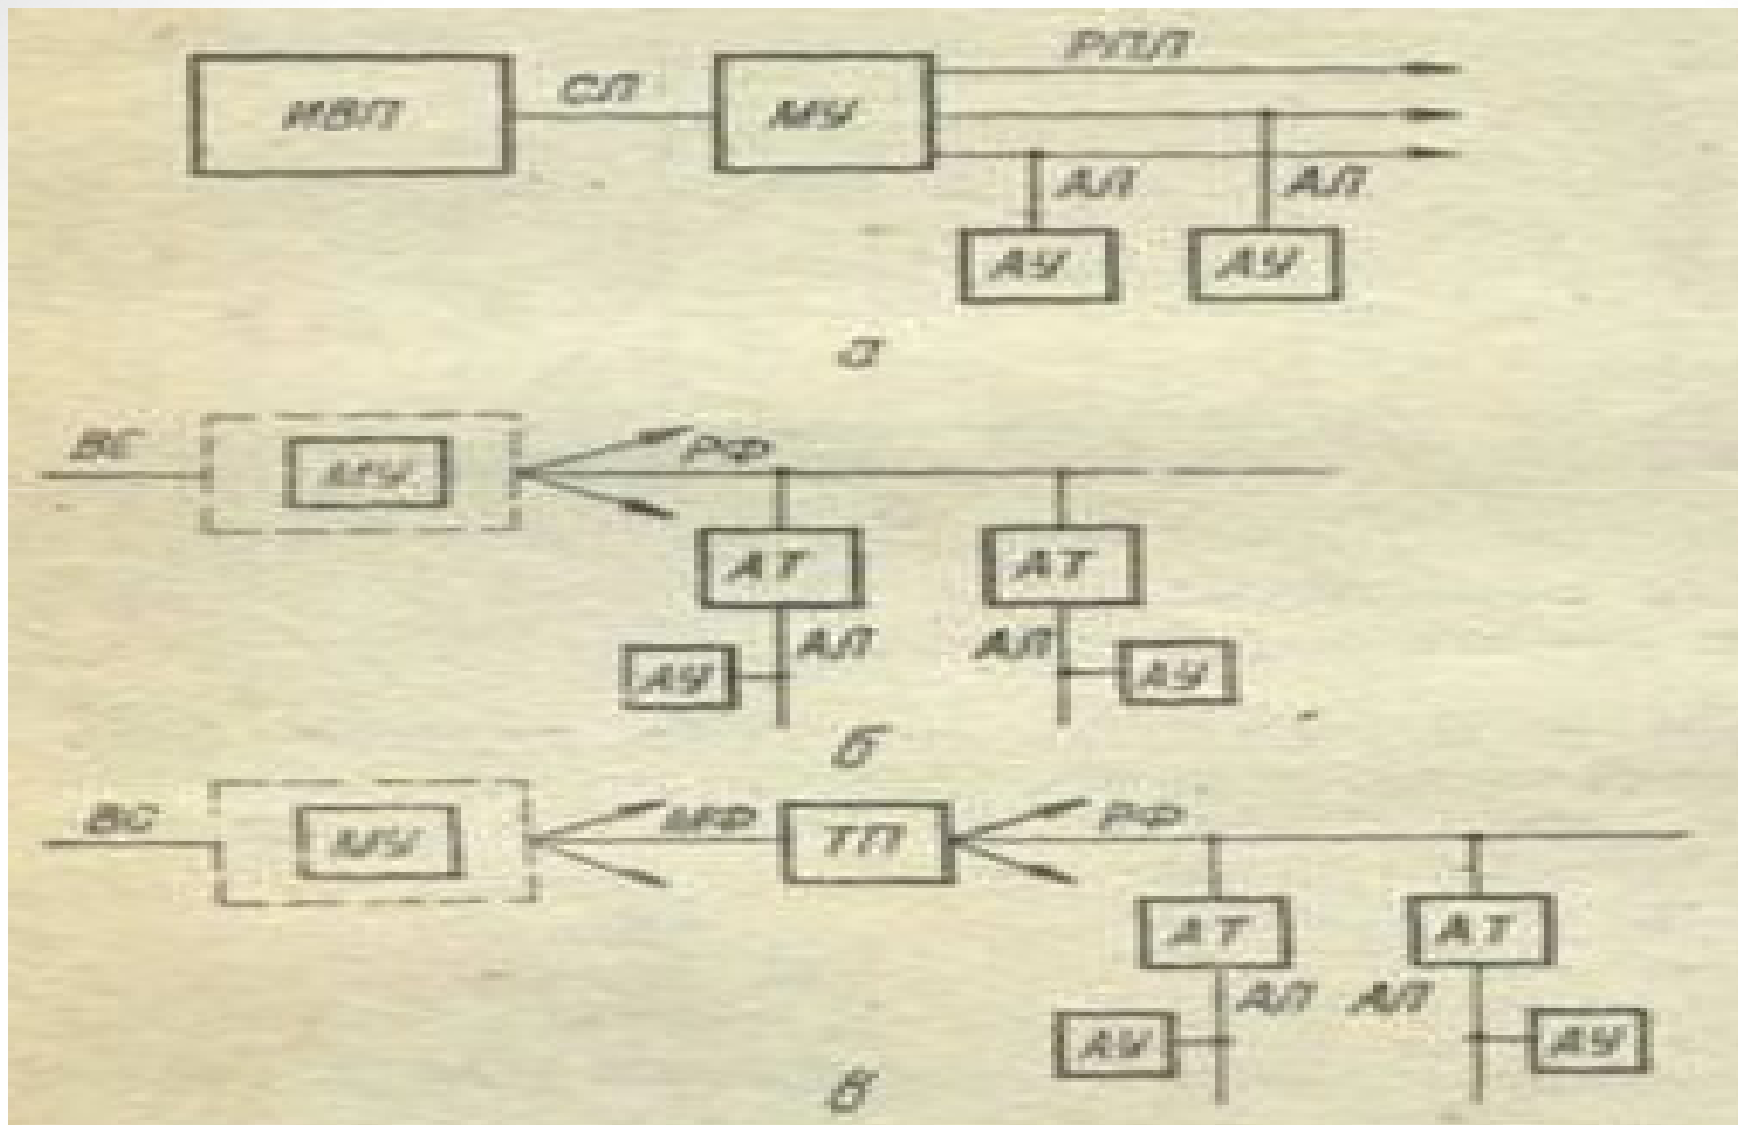 РПЛ
ИВП СЛ МУ
АЛ АЛ
АУ АУ
а
ВС МУ РФ
АТ АТ
АЛ АЛ
АУ АУ
б
ВС МУ МФ ТП РФ
АТ АТ
АЛ АЛ
АУ АУ
в